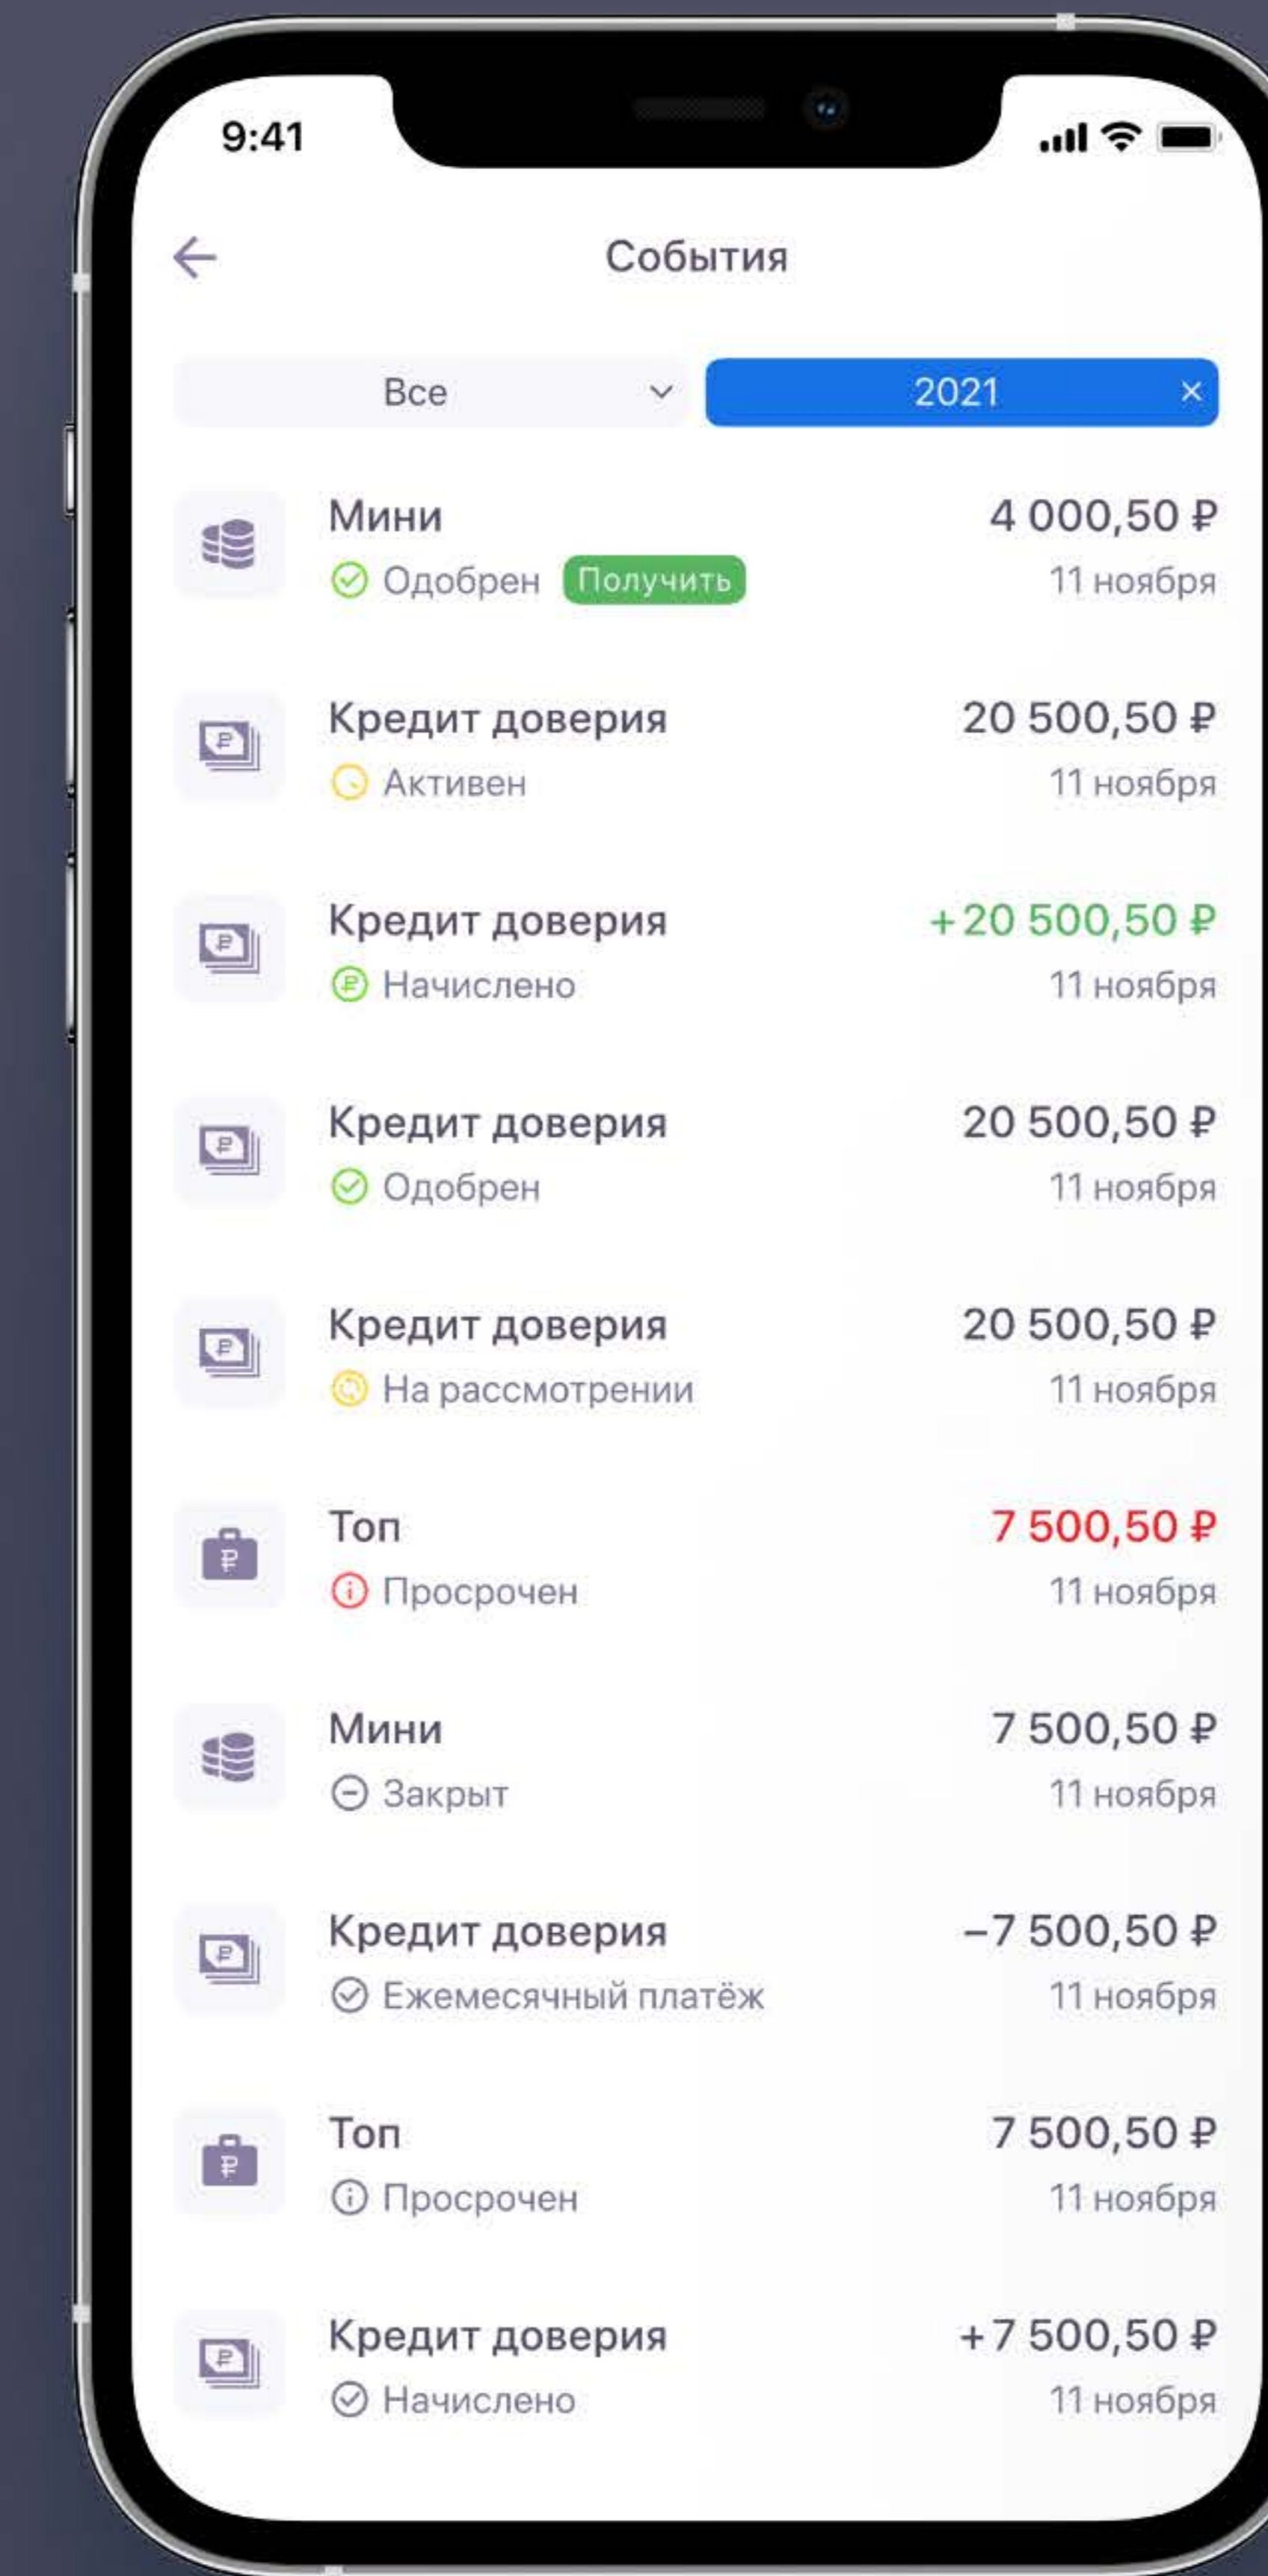 9:41
События
Все
2021
Мини
4 000,50 ₽
Одобрен Получить
11 ноября
Кредит доверия
20 500,50 ₽
Активен
11 ноября
Кредит доверия
+20 500,50 ₽
Начислено
11 ноября
Кредит доверия
20 500,50 ₽
Одобрен
11 ноября
Кредит доверия
20 500,50 ₽
На рассмотрении
11 ноября
Топ
7 500,50 ₽
Просрочен
11 ноября
Мини
7 500,50 ₽
Закрыт
11 ноября
Кредит доверия
−7 500,50 ₽
Ежемесячный платёж
11 ноября
Топ
7 500,50 ₽
Просрочен
11 ноября
Кредит доверия
+7 500,50 ₽
Начислено
11 ноября